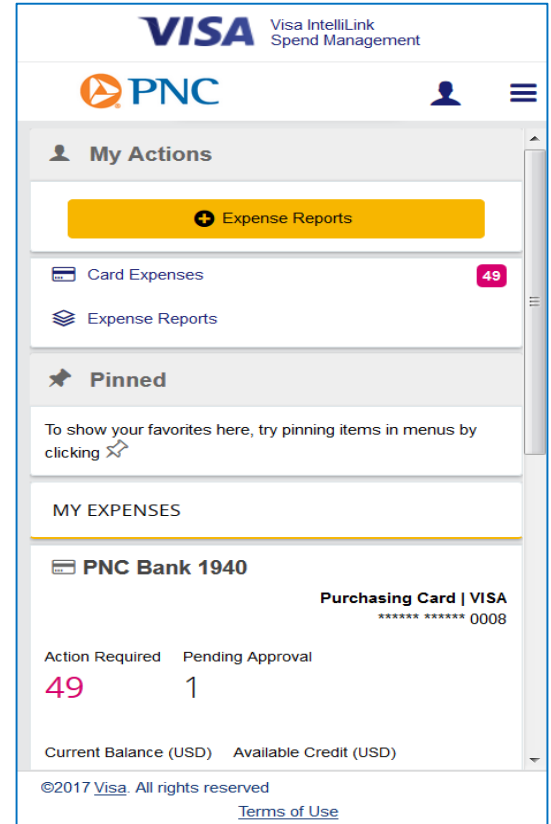 VISA Visa IntelliLink
Spend Management
PNC
My Actions
Expense Reports
Card Expenses 49
Expense Reports
Pinned
To show your favorites here, try pinning items in menus by
clicking
MY EXPENSES
PNC Bank 1940
Purchasing Card | VISA
****** ****** 0008
Action Required Pending Approval
49 1
Current Balance (USD) Available Credit (USD)
©2017 Visa. All rights reserved
Terms of Use